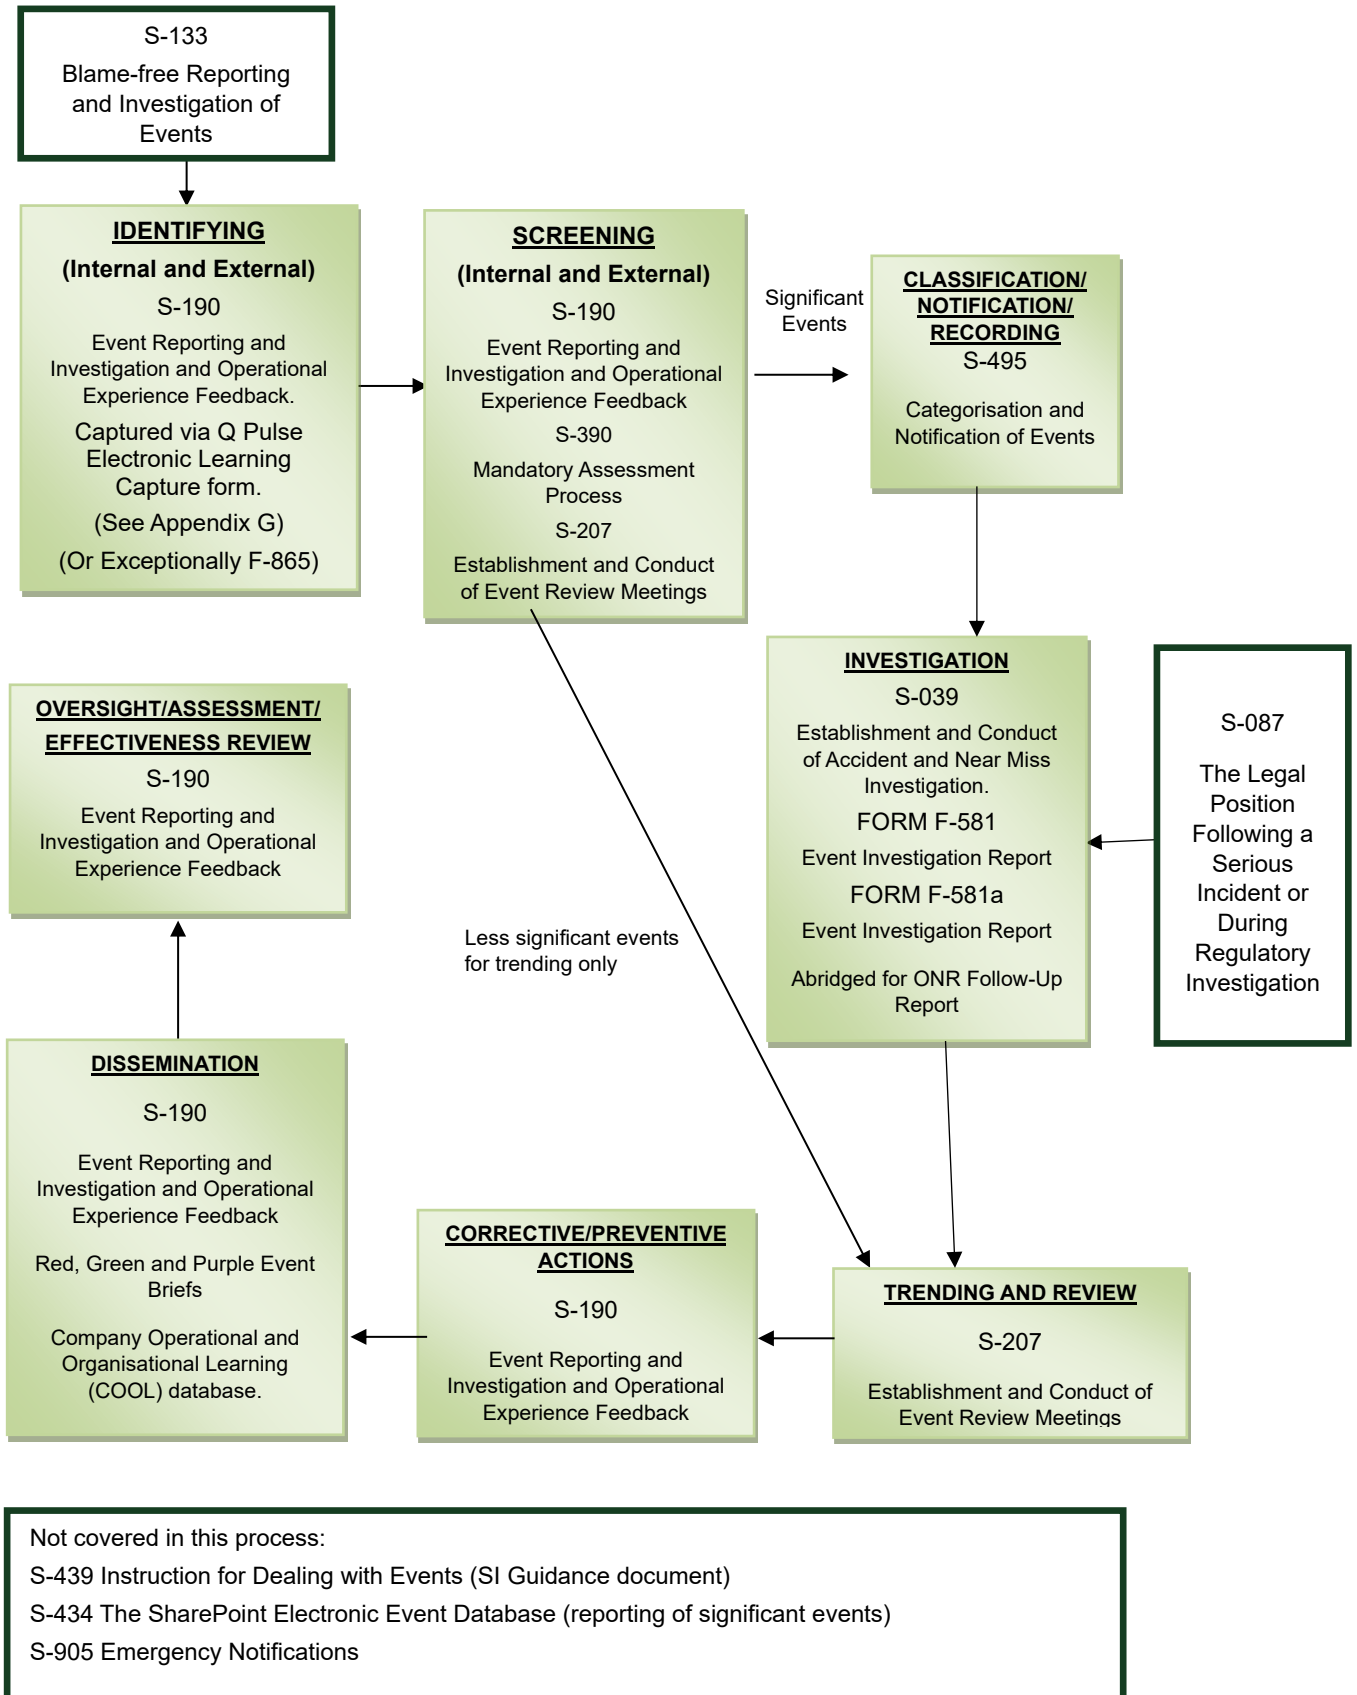 S-133
Blame-free Reporting
and Investigation of
Events
IDENTIFYING
(Internal and External)
S-190
Event Reporting and
Investigation and Operational
Experience Feedback.
Captured via Q Pulse
Electronic Learning
Capture form.
(See Appendix G)
(Or Exceptionally F-865)
SCREENING
(Internal and External)
S-190
Event Reporting and
Investigation and Operational
Experience Feedback
S-390
Mandatory Assessment
Process
S-207
Establishment and Conduct
of Event Review Meetings
Significant
Events
CLASSIFICATION/
NOTIFICATION/
RECORDING
S-495
Categorisation and
Notification of Events
INVESTIGATION
S-039
Establishment and Conduct
of Accident and Near Miss
Investigation.
FORM F-581
Event Investigation Report
FORM F-581a
Event Investigation Report
Abridged for ONR Follow-Up
Report
S-087
The Legal
Position
Following a
Serious
Incident or
During
Regulatory
Investigation
Less significant events
for trending only
OVERSIGHT/ASSESSMENT/
EFFECTIVENESS REVIEW
S-190
Event Reporting and
Investigation and Operational
Experience Feedback
DISSEMINATION
S-190
Event Reporting and
Investigation and Operational
Experience Feedback
Red, Green and Purple Event
Briefs
Company Operational and
Organisational Learning
(COOL) database.
CORRECTIVE/PREVENTIVE
ACTIONS
S-190
Event Reporting and
Investigation and Operational
Experience Feedback
TRENDING AND REVIEW
S-207
Establishment and Conduct of
Event Review Meetings
Not covered in this process:
S-439 Instruction for Dealing with Events (SI Guidance document)
S-434 The SharePoint Electronic Event Database (reporting of significant events)
S-905 Emergency Notifications